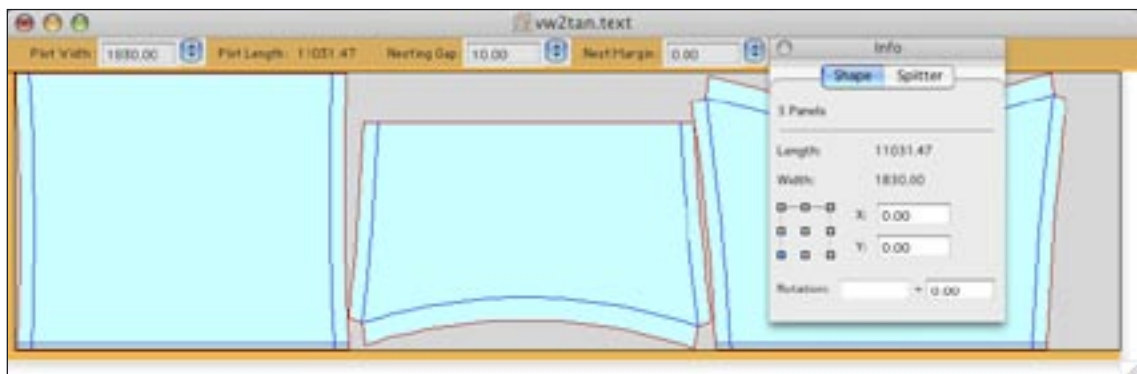 vw2tan.text
Plot Width: 1830.00 Plot Length: 11031.47 Nesting Gap: 10.00 Nest Margin: 0.00
Info
Shape Splitter
3 Panels
Length: 11031.47
Width: 1830.00
X: 0.00
Y: 0.00
Rotation: + 0.00